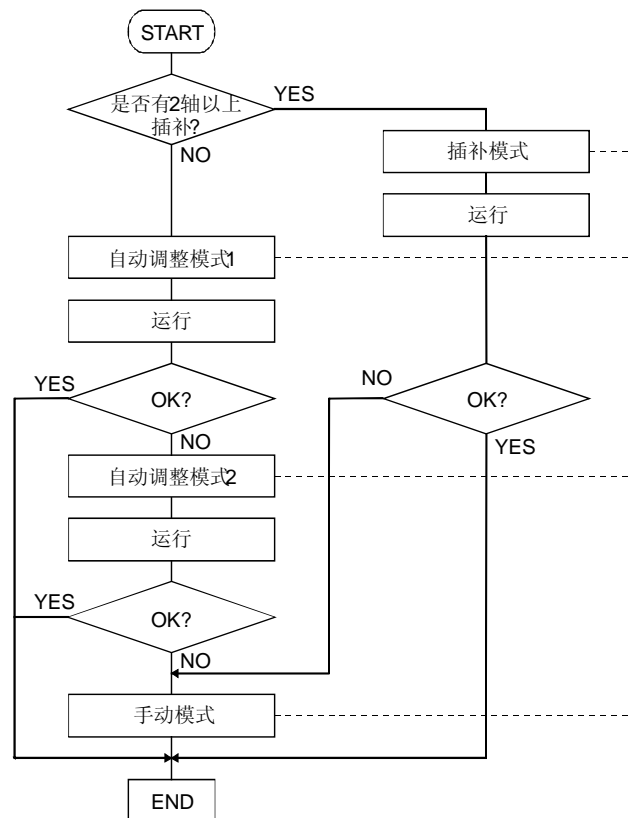 START
是否有2轴以上
插补?
YES
NO
插补模式
运行
自动调整模式1
运行
YES
OK?
NO
NO
OK?
YES
自动调整模式2
运行
YES
OK?
NO
手动模式
END